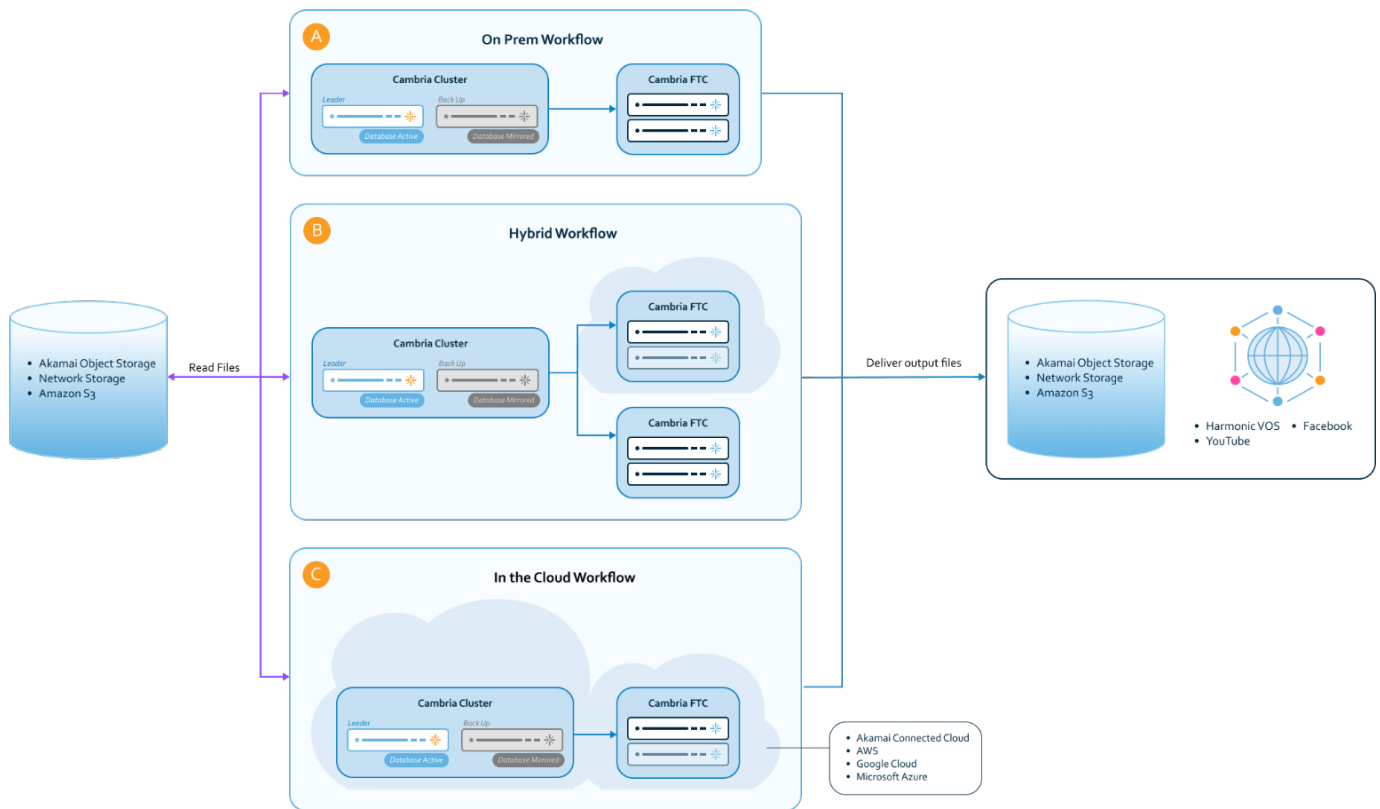 A
On Prem Workflow
Cambria Cluster
Leader
Back Up
Database Active
Database Mirrored
Cambria FTC
B
Hybrid Workflow
Cambria Cluster
Leader
Back Up
Database Active
Database Mirrored
Cambria FTC
Cambria FTC
• Akamai Object Storage
• Network Storage
• Amazon S3
Read Files
Deliver output files
• Akamai Object Storage
• Network Storage
• Amazon S3
• Harmonic VOS • Facebook
• YouTube
C
In the Cloud Workflow
Cambria Cluster
Leader
Back Up
Database Active
Database Mirrored
Cambria FTC
• Akamai Connected Cloud
• AWS
• Google Cloud
• Microsoft Azure